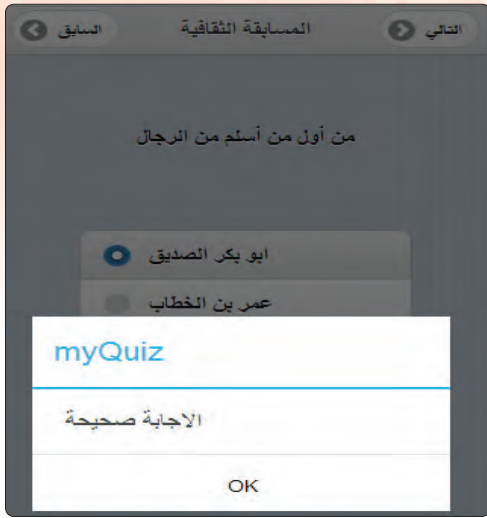 التالي المسابقة الثقافية السابق
من أول من أسلم من الرجال
ابو بكر الصديق
عمر بن الخطاب
myQuiz
الاجابة صحيحة
OK